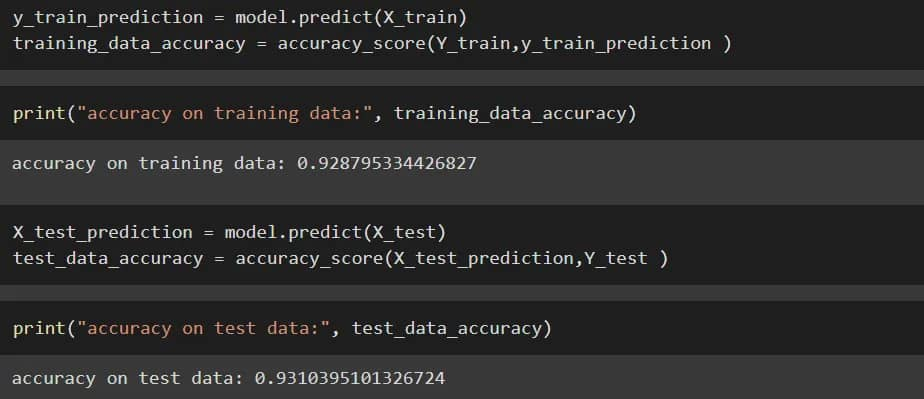 y_train_prediction = model.predict(X_train)
training_data_accuracy = accuracy_score(Y_train,y_train_prediction )
print("accuracy on training data:", training_data_accuracy)
accuracy on training data: 0.928795334426827
X_test_prediction = model.predict(X_test)
test_data_accuracy = accuracy_score(X_test_prediction,Y_test )
print("accuracy on test data:", test_data_accuracy)
accuracy on test data: 0.9310395101326724